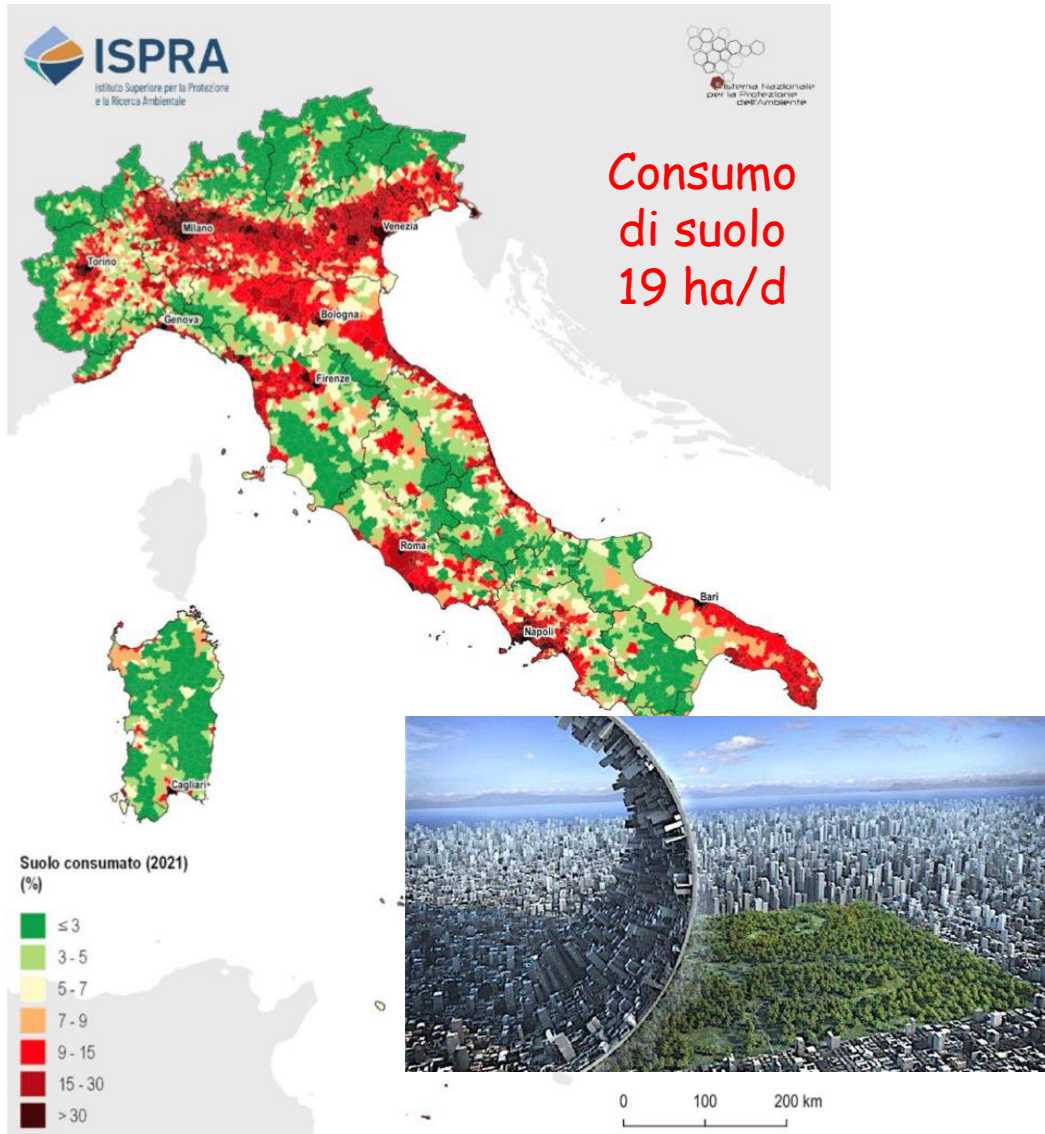 ISPRA
Istituto Superiore per la Protezione
e la Ricerca Ambientale
Sistema Nazionale
per la Protezione
dell'Ambiente
Consumo
di suolo
19 ha/d
Milano
Venezia
Torino
Genova
Bologna
Firenze
Roma
Bari
Napoli
Cagliari
Suolo consumato (2021)
(%)
≤ 3
3 - 5
5 - 7
7 - 9
9 - 15
15 - 30
> 30
0 100 200 km